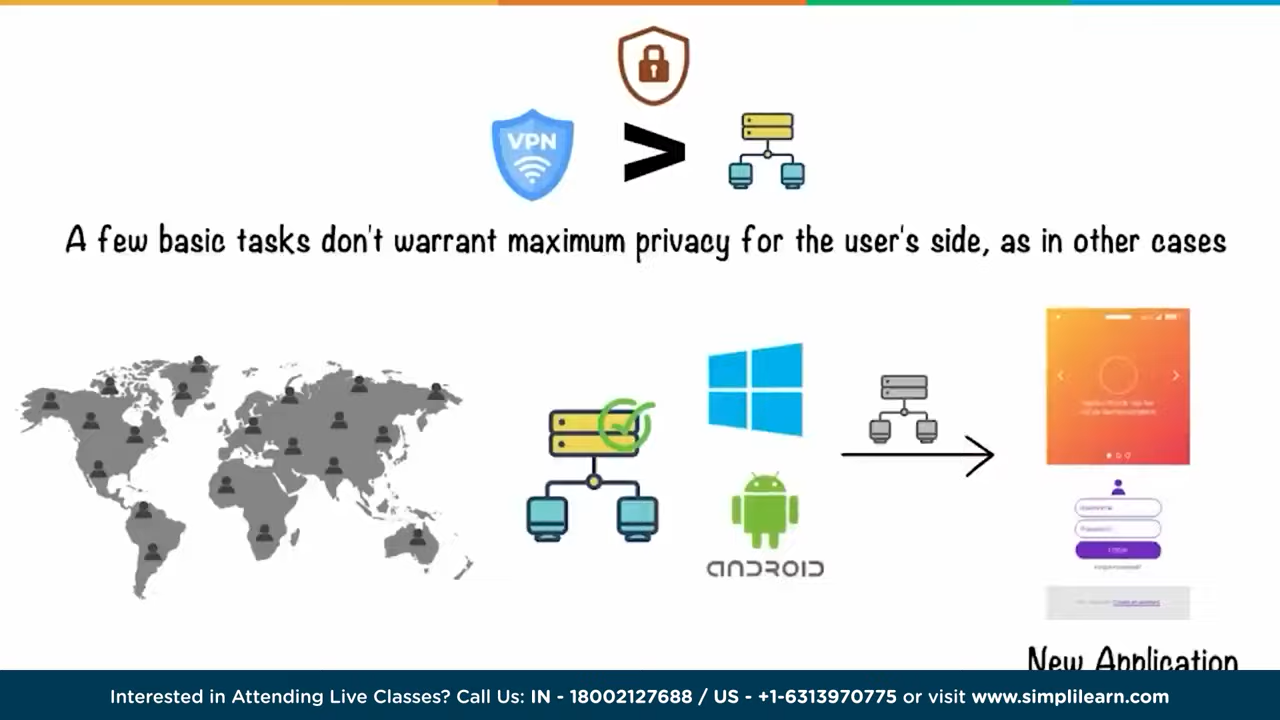 VPN
A few basic tasks don't warrant maximum privacy for the user's side, as in other cases
ANDROID
New Application
Interested in Attending Live Classes? Call Us: IN - 18002127688 / US - +1-6313970775 or visit www.simplilearn.com